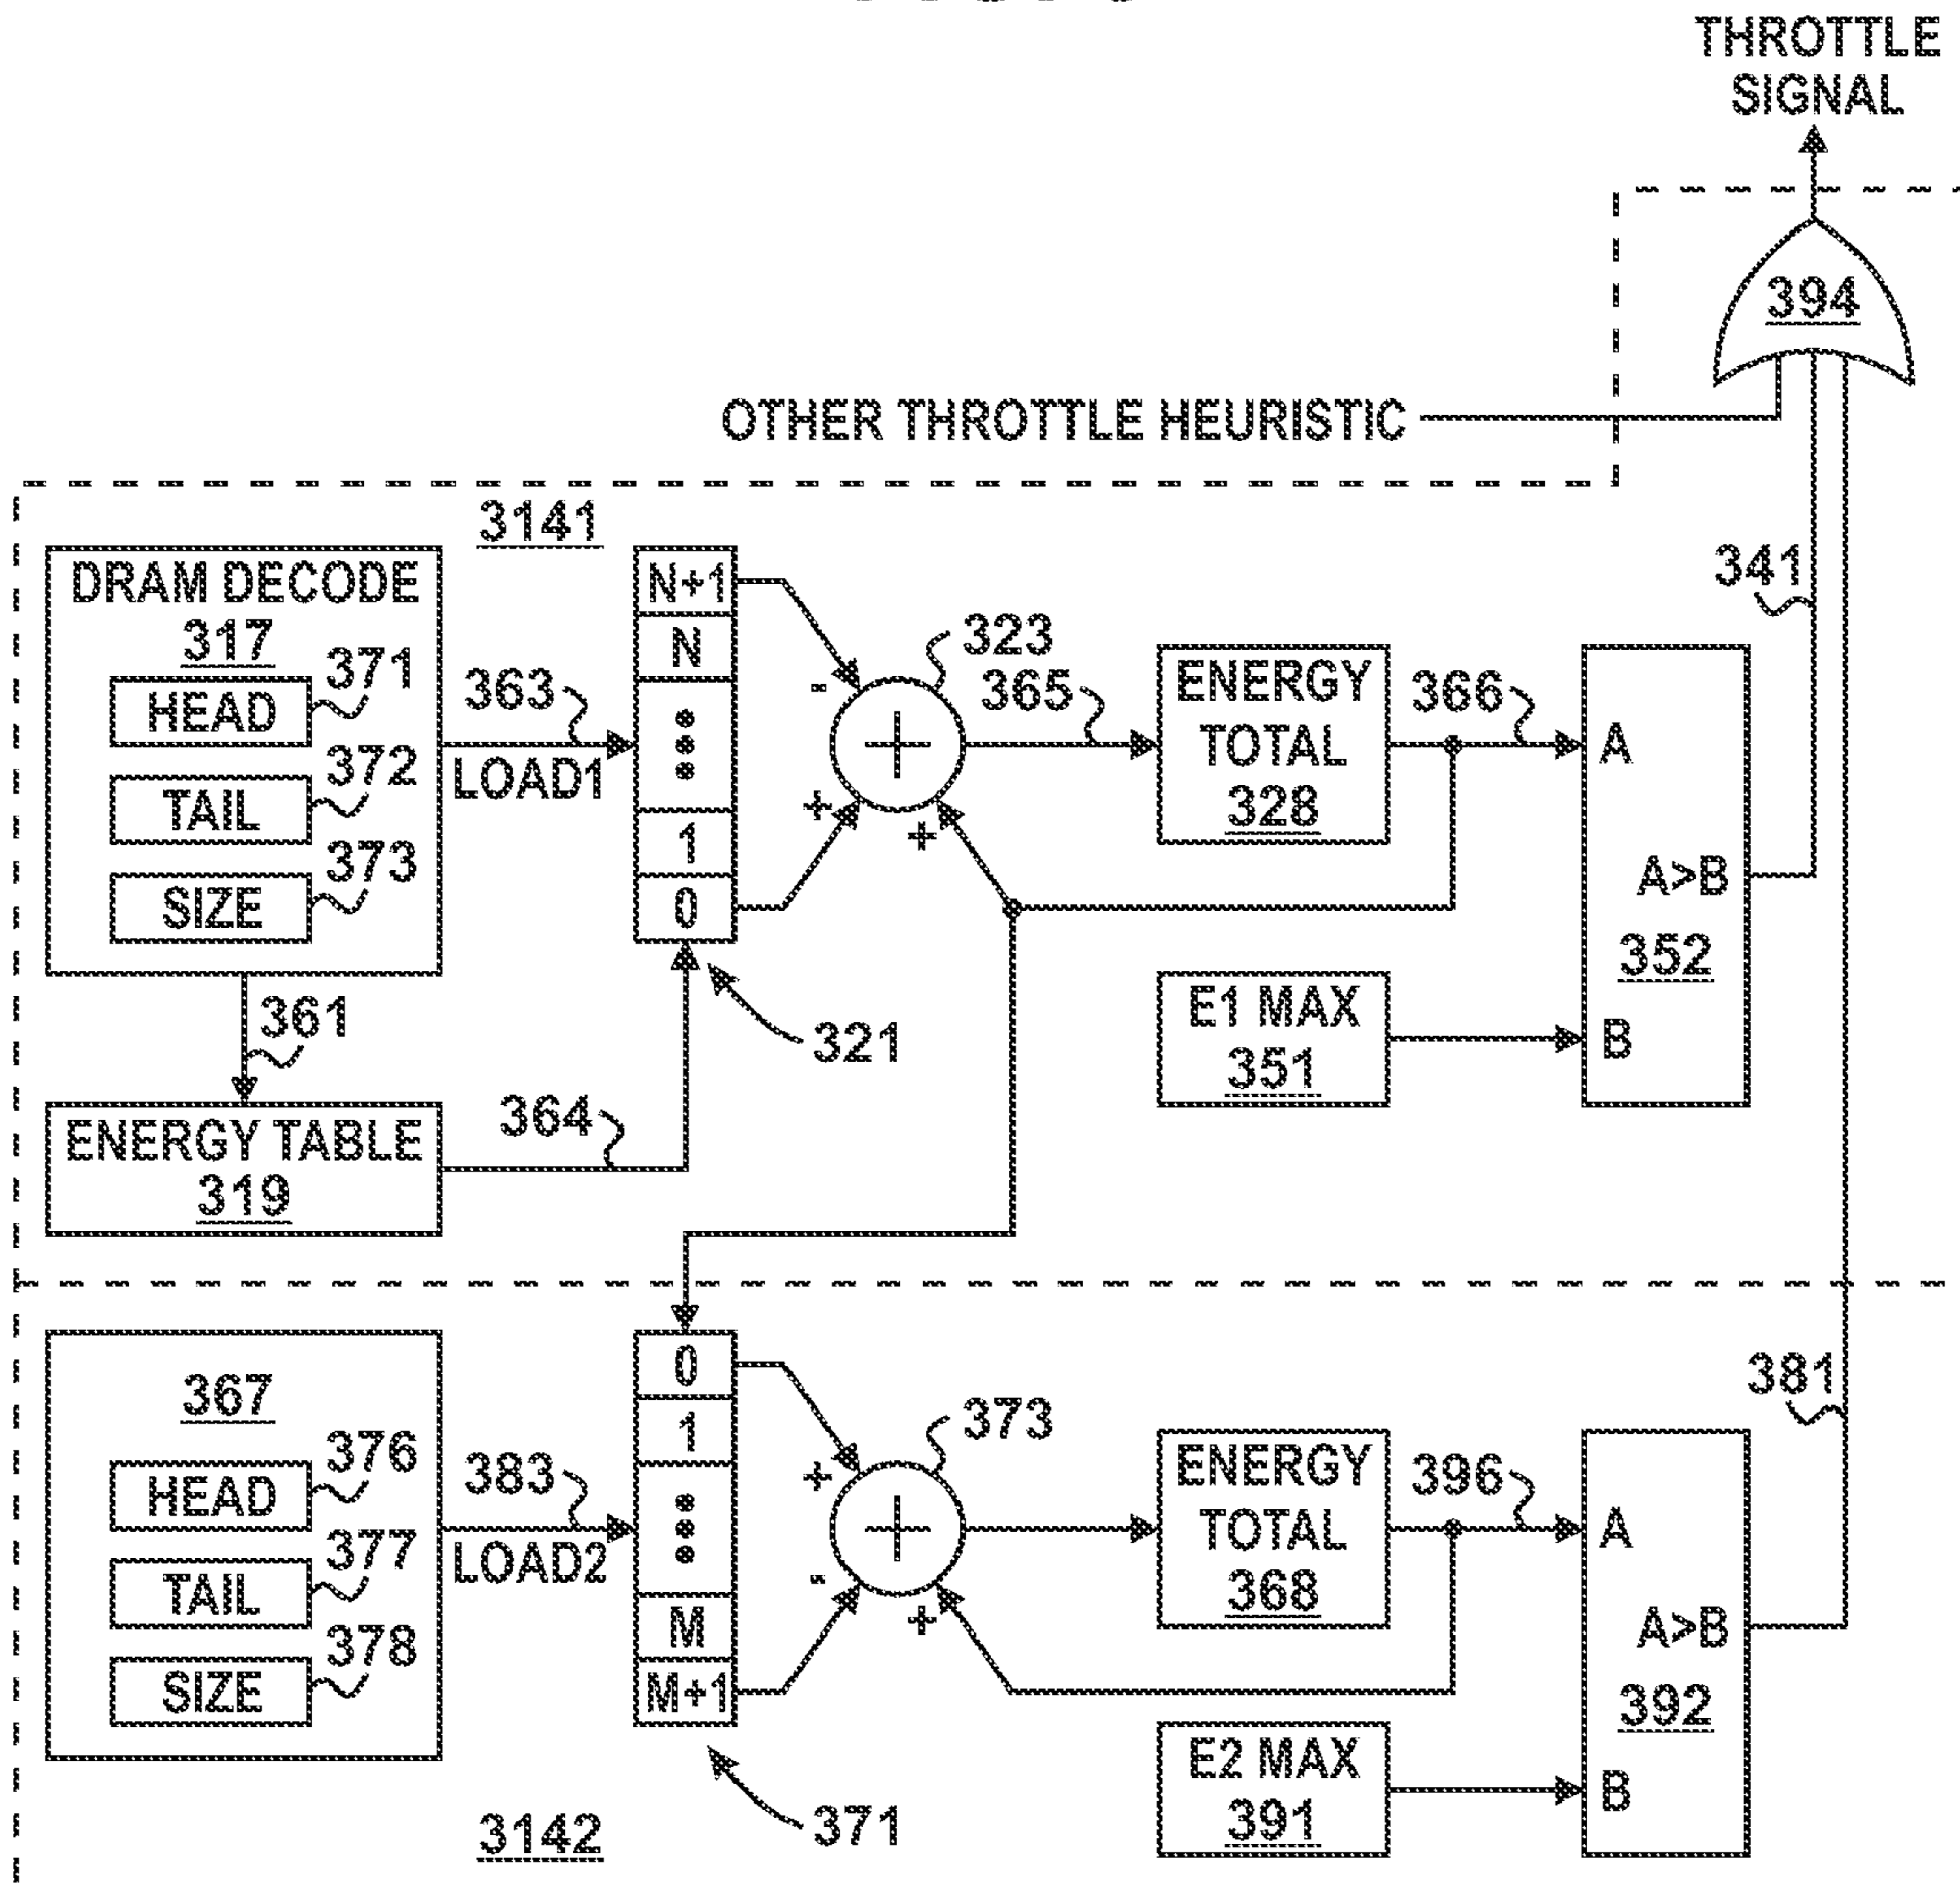 THROTTLE
SIGNAL
394
OTHER THROTTLE HEURISTIC
3141
341
DRAM DECODE
317
HEAD
371
TAIL
372
SIZE
373
363
LOAD1
N+1
N
1
0
-
+
+
323
365
ENERGY
TOTAL
328
366
A
A>B
352
B
E1 MAX
351
321
361
ENERGY TABLE
319
364
367
HEAD
376
TAIL
377
SIZE
378
383
LOAD2
0
1
M
M+1
+
-
+
373
ENERGY
TOTAL
368
396
A
A>B
392
B
381
E2 MAX
391
371
3142